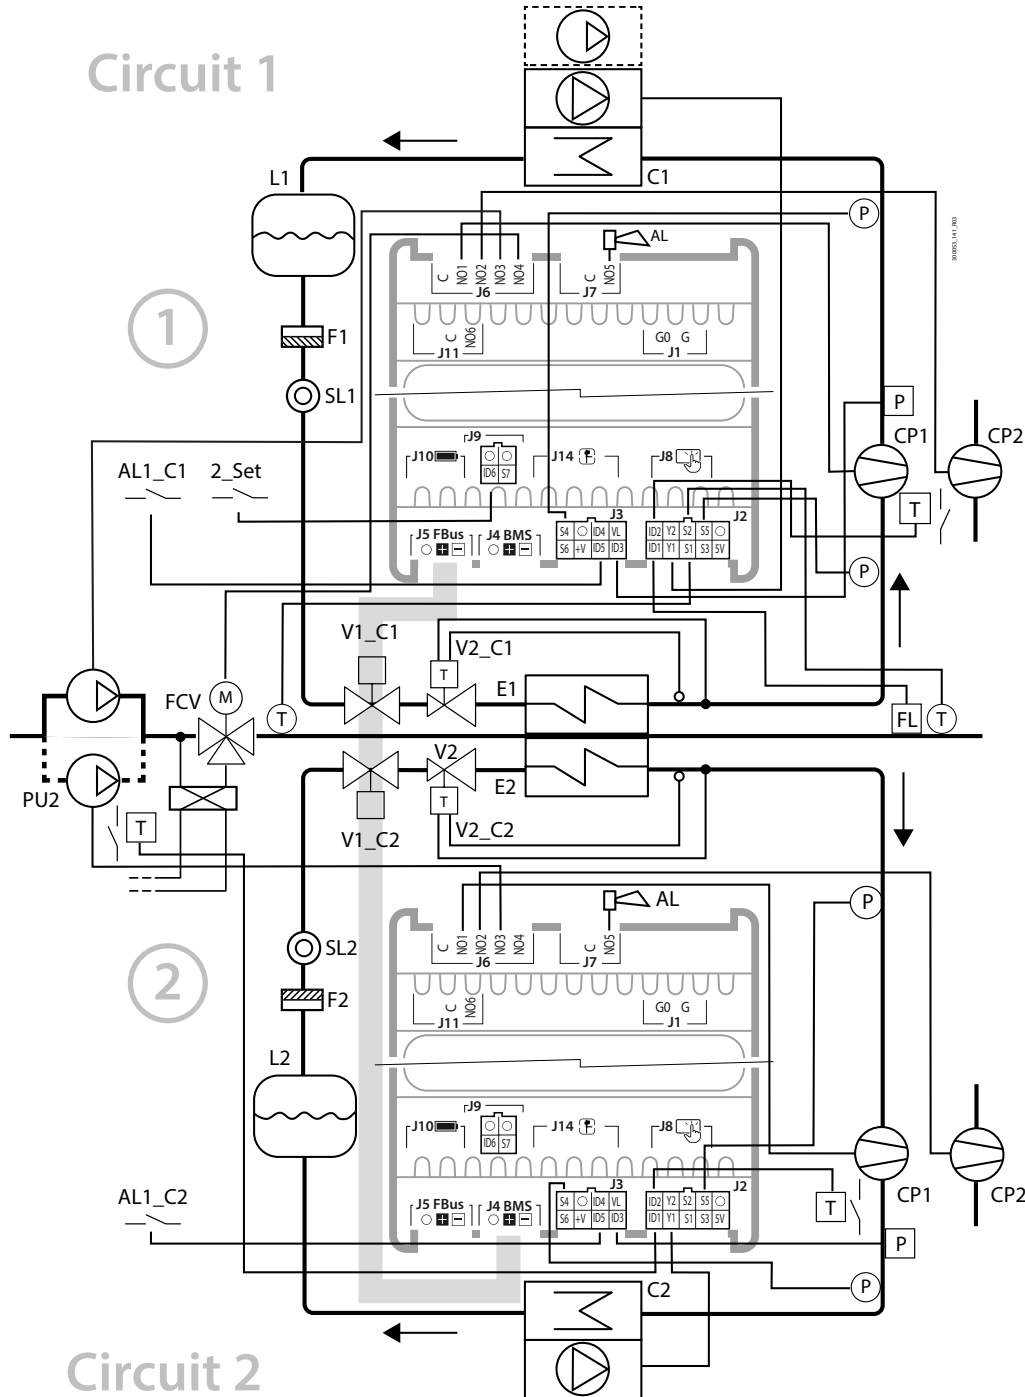 Circuit 1
C1
L1
P
300053_141_R03
AL
C
NO1
NO2
NO3
NO4
J6
C
NO5
J7
1
F1
C
NO6
J11
G0 G
J1
SL1
P
CP1
CP2
J9
J10
ID6 S7
J14
J8
AL1_C1
2_Set
T
J3
J2
S4 ID4 VL
S6 +V ID5 ID3
ID2 Y2 S2 S5
ID1 Y1 S1 S3 5V
J5 FBus
J4 BMS
P
V1_C1
V2_C1
T
E1
FCV
M
T
FL
T
V2
E2
PU2
T
T
V1_C2
V2_C2
P
AL
C
NO1
NO2
NO3
NO4
J6
C
NO5
J7
SL2
2
F2
C
NO6
J11
G0 G
J1
L2
J9
J10
ID6 S7
J14
J8
CP1
CP2
AL1_C2
T
J3
J2
S4 ID4 VL
S6 +V ID5 ID3
ID2 Y2 S2 S5
ID1 Y1 S1 S3 5V
J5 FBus
J4 BMS
P
C2
P
Circuit 2